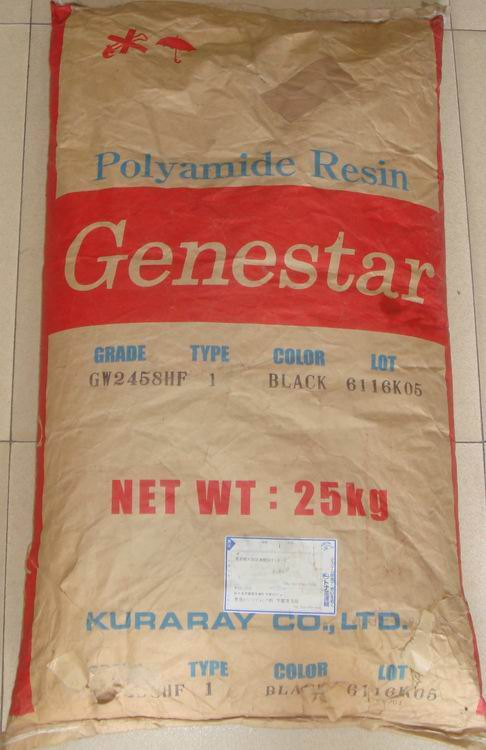 Polyamide Resin
Genestar
GRADE TYPE COLOR LOT
GW2458HF 1 BLACK 6116K05
NET WT : 25kg
KURARAY CO.,LTD.
TYPE COLOR LOT
1 6116K05